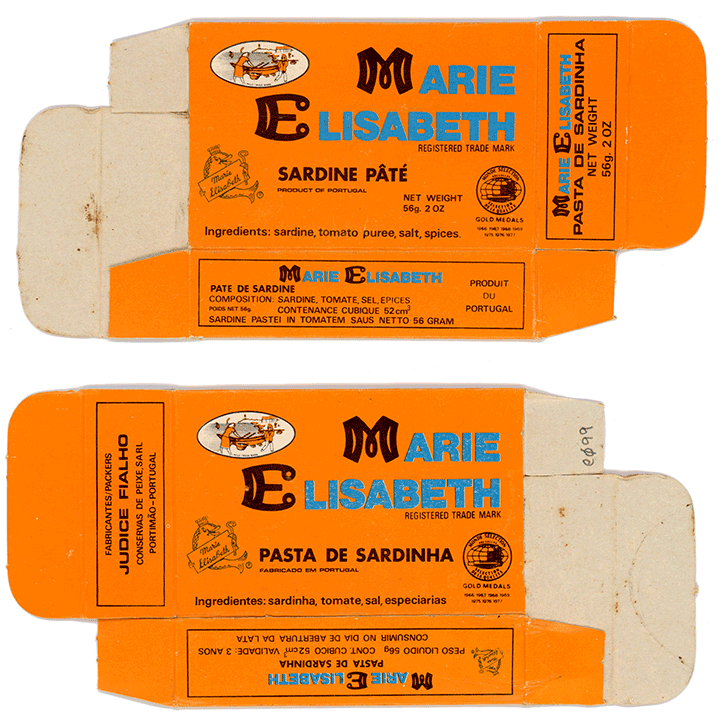 MARIE
ELISABETH
REGISTERED TRADE MARK
Marie
Elisabeth
SARDINE PÂTÉ
PRODUCT OF PORTUGAL
NET WEIGHT
56g. 2 OZ
GOLD MEDALS
Ingredients: sardine, tomato puree, salt, spices.
MARIE ELISABETH
PASTA DE SARDINHA
NET WEIGHT
56g. 2 OZ
MARIE ELISABETH
PATE DE SARDINE
COMPOSITION: SARDINE, TOMATE, SEL, EPICES
POIDS NET 56g. CONTENANCE CUBIQUE 52cm³
SARDINE PASTEI IN TOMATEM SAUS NETTO 56 GRAM
PRODUIT
DU
PORTUGAL
FABRICANTES/PACKERS
JUDICE FIALHO
CONSERVAS DE PEIXE, SARL
PORTIMÃO-PORTUGAL
MARIE
ELISABETH
REGISTERED TRADE MARK
Marie
Elisabeth
PASTA DE SARDINHA
FABRICADO EM PORTUGAL
GOLD MEDALS
Ingredientes: sardinha, tomate, sal, especiarias
MARIE ELISABETH
PASTA DE SARDINHA
PESO LIQUIDO 56g CONT. CUBICO 52cm³ VALIDADE: 3 ANOS
CONSUMIR NO DIA DE ABERTURA DA LATA